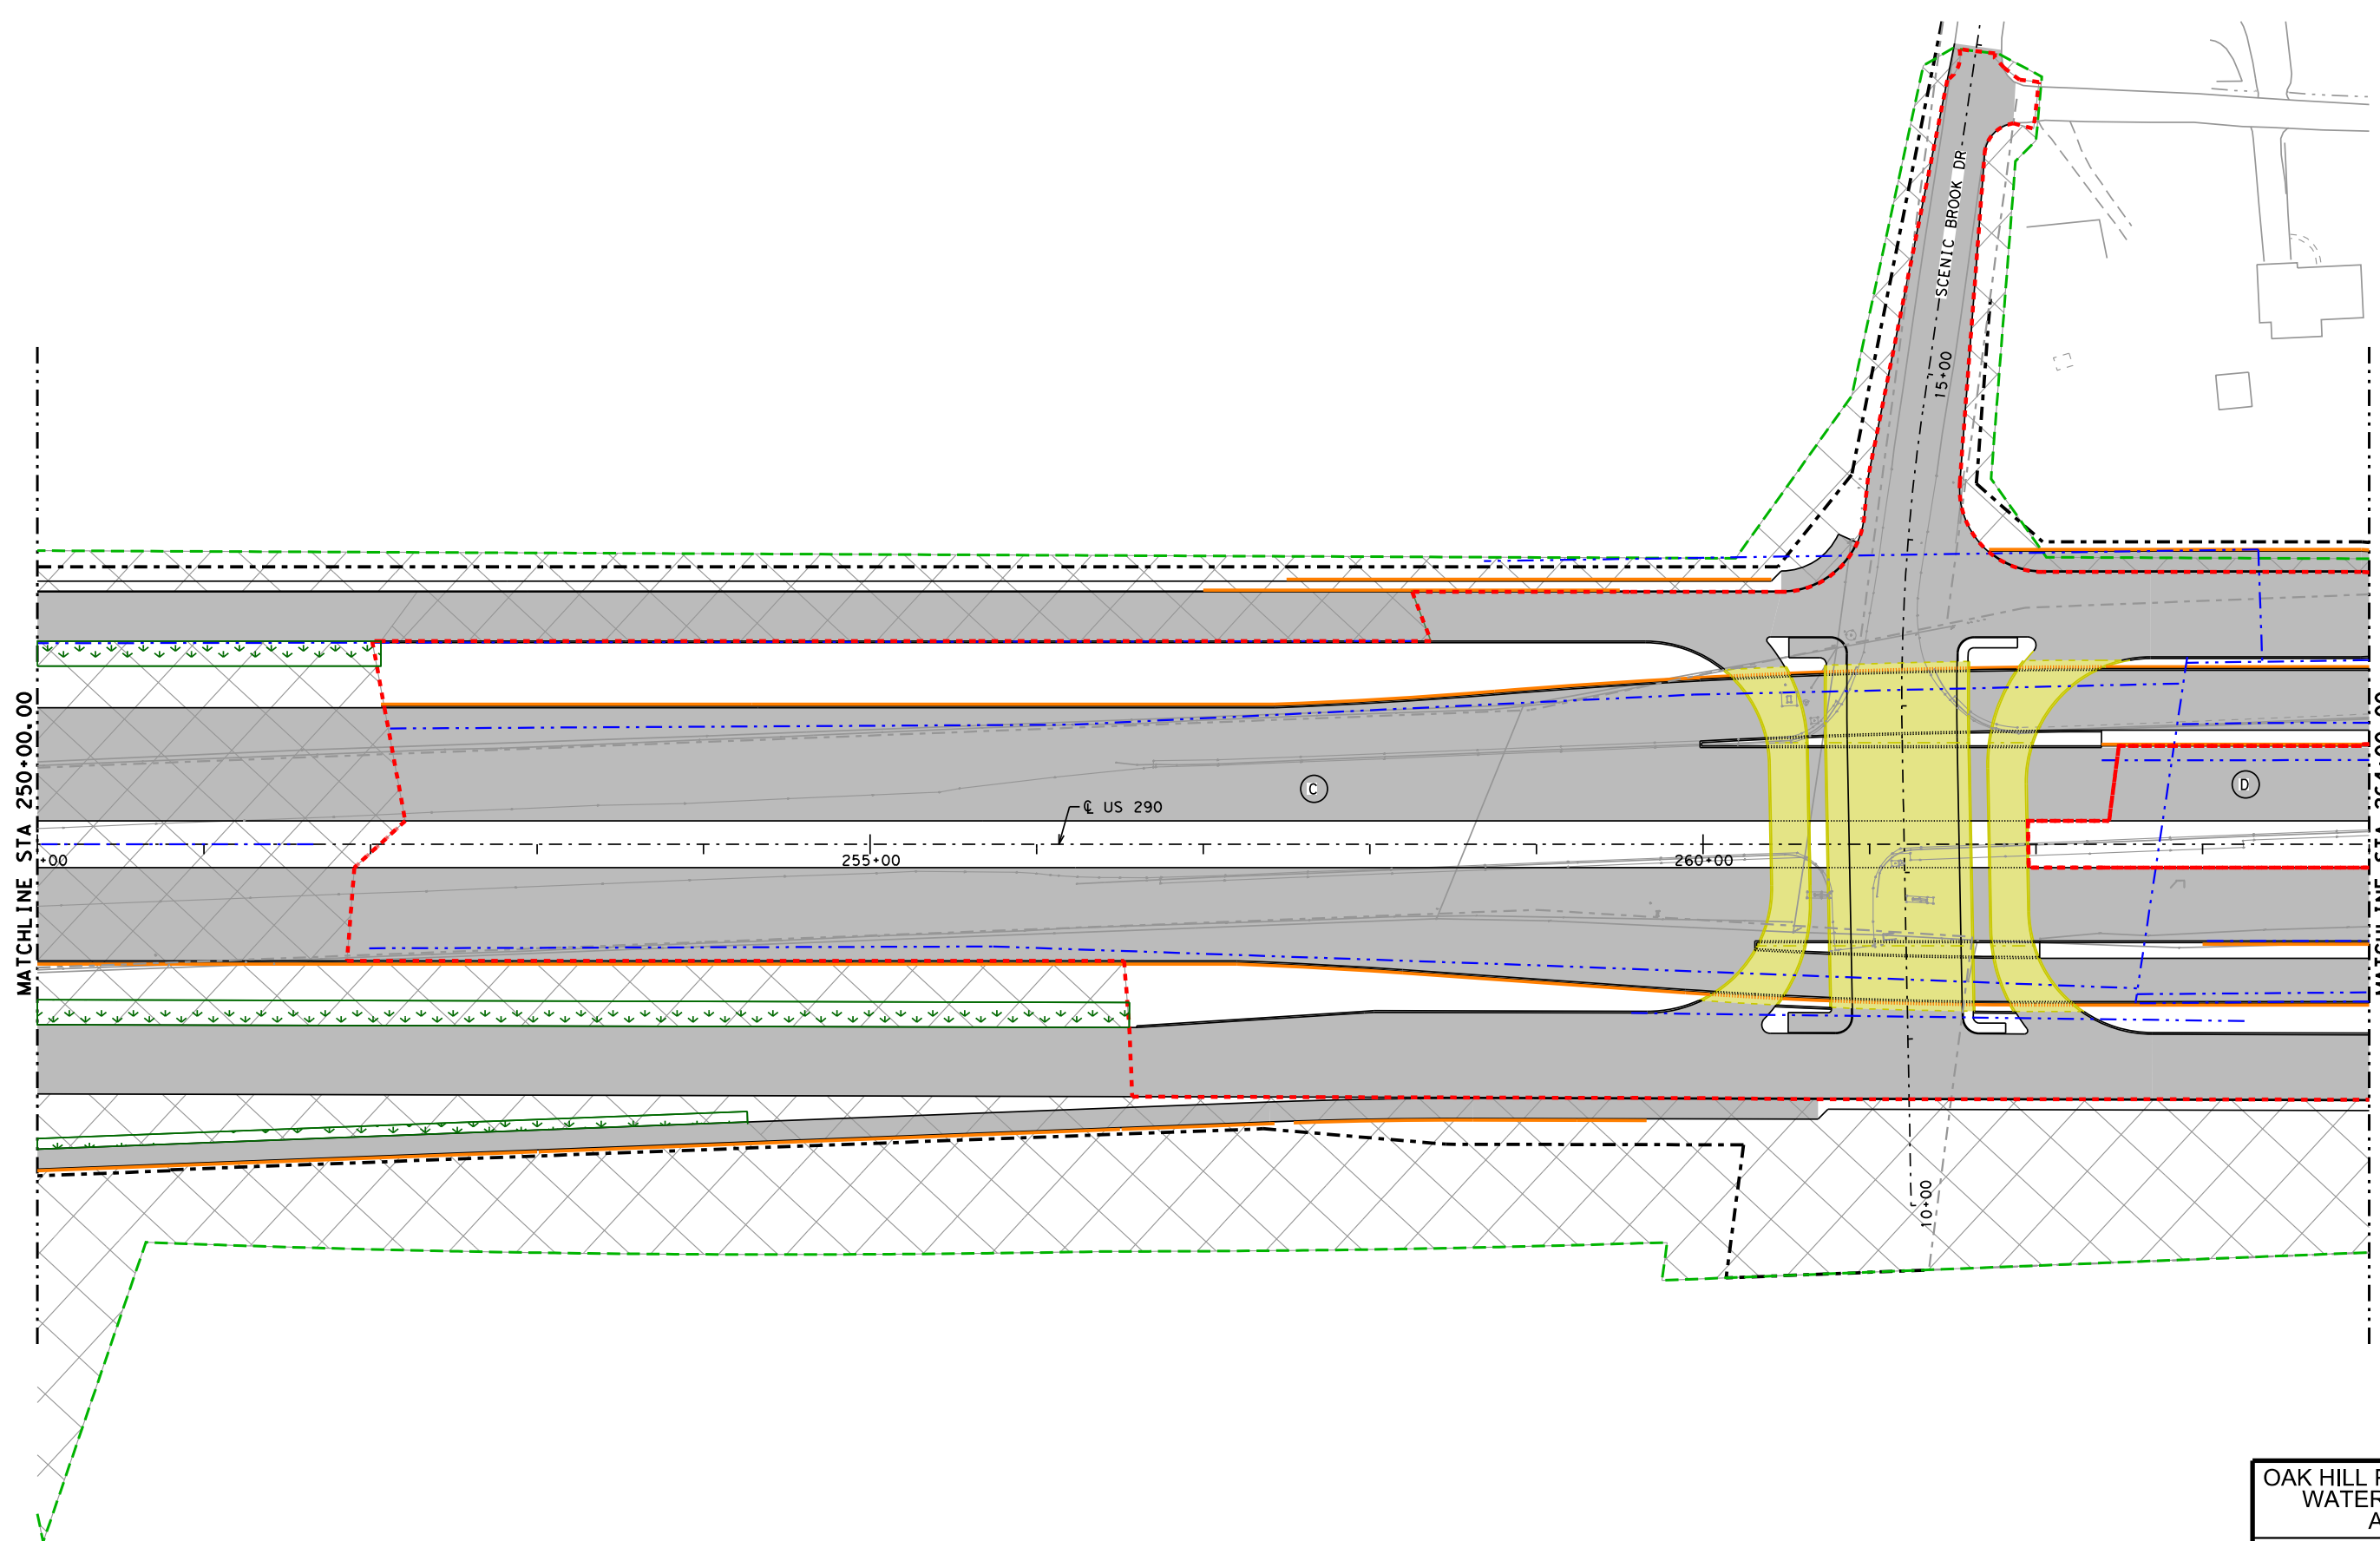 SCENIC BROOK DR
15+00
MATCHLINE STA 250+00.00
C
D
℄ US 290
+00
255+00
260+00
10+00
OAK HILL
WATER
A